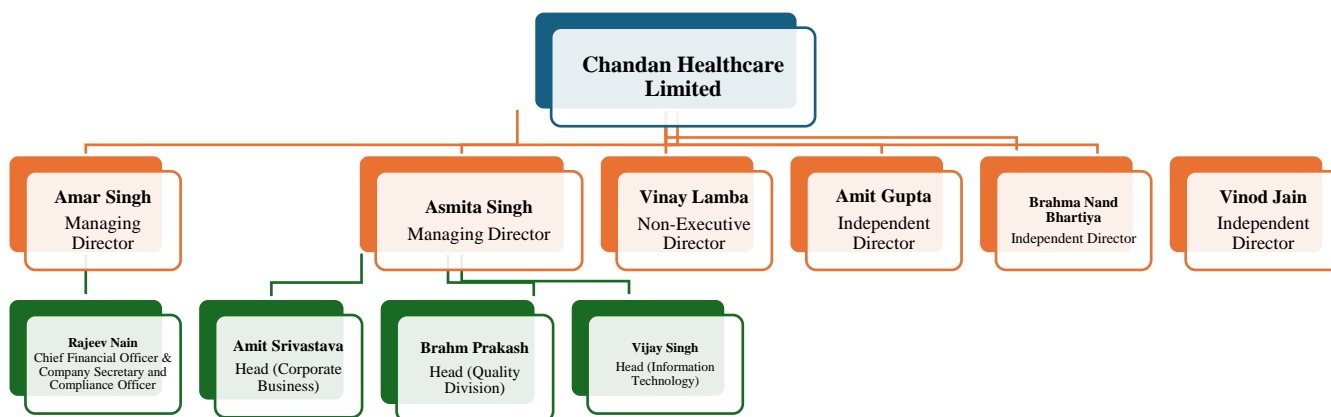 Chandan Healthcare
Limited
Amar Singh
Managing
Director
Asmita Singh
Managing Director
Vinay Lamba
Non-Executive
Director
Amit Gupta
Independent
Director
Brahma Nand
Bhartiya
Independent Director
Vinod Jain
Independent
Director
Rajeev Nain
Chief Financial Officer &
Company Secretary and
Compliance Officer
Amit Srivastava
Head (Corporate
Business)
Brahm Prakash
Head (Quality
Division)
Vijay Singh
Head (Information
Technology)